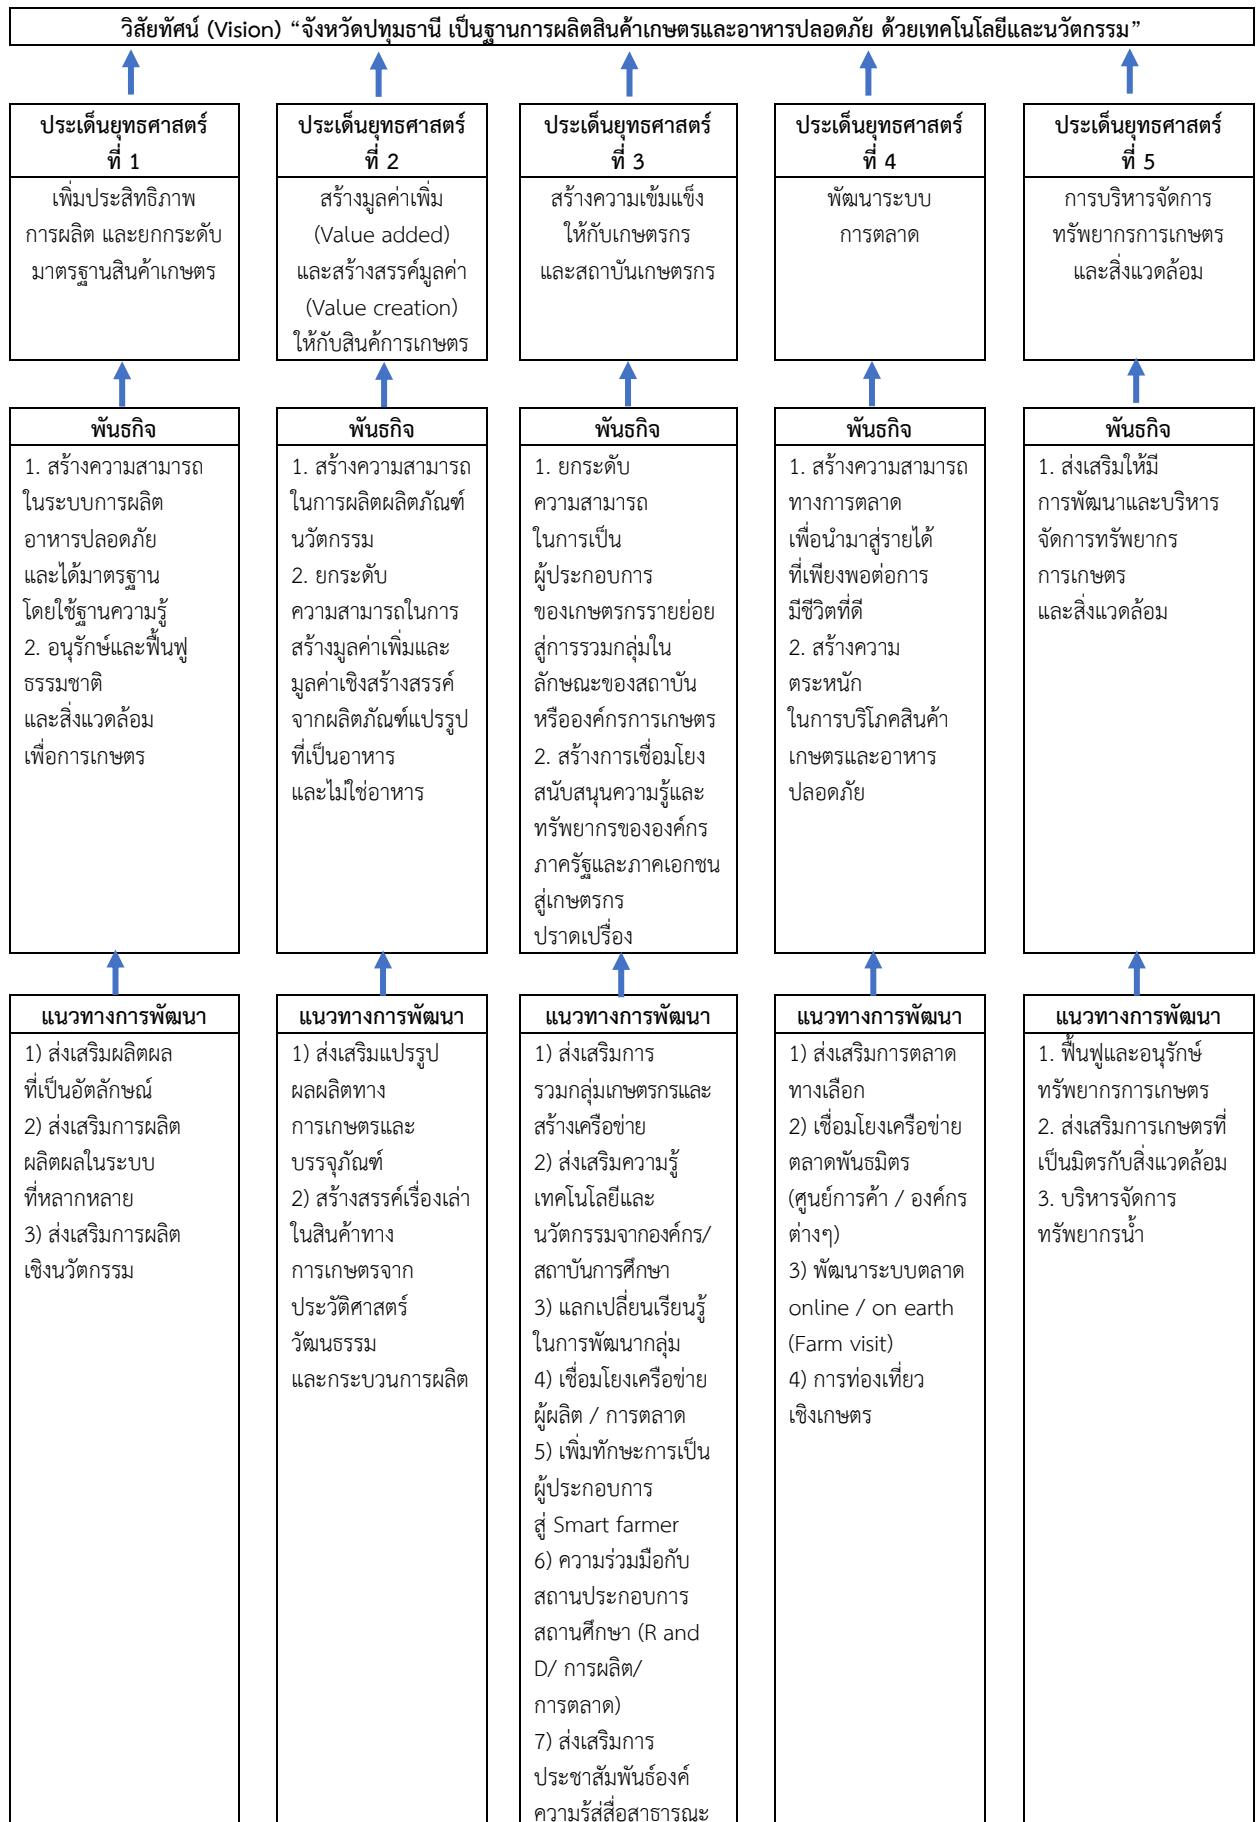 วิสัยทัศน์ (Vision) “จังหวัดปทุมธานี เป็นฐานการผลิตสินค้าเกษตรและอาหารปลอดภัย ด้วยเทคโนโลยีและนวัตกรรม”
ประเด็นยุทธศาสตร์
ที่ 1
เพิ่มประสิทธิภาพ
การผลิต และยกกระดับ
มาตรฐานสินค้าเกษตร
ประเด็นยุทธศาสตร์
ที่ 2
สร้างมูลค่าเพิ่ม
(Value added)
และสร้างสรรค์มูลค่า
(Value creation)
ให้กับสินค้การเกษตร
ประเด็นยุทธศาสตร์
ที่ 3
สร้างความเข้มแข็ง
ให้กับเกษตรกร
และสถาบันเกษตรกร
ประเด็นยุทธศาสตร์
ที่ 4
พัฒนาระบบ
การตลาด
ประเด็นยุทธศาสตร์
ที่ 5
การบริหารจัดการ
ทรัพยากรการเกษตร
และสิ่งแวดล้อม
พันธกิจ
1. สร้างความสามารถ
ในระบบการผลิต
อาหารปลอดภัย
และได้มาตรฐาน
โดยใช้ฐานความรู้
2. อนุรักษ์และฟื้นฟู
ธรรมชาติ
และสิ่งแวดล้อม
เพื่อการเกษตร
พันธกิจ
1. สร้างความสามารถ
ในการผลิตผลิตภัณฑ์
นวัตกรรม
2. ยกระดับ
ความสามารถในการ
สร้างมูลค่าเพิ่มและ
มูลค่าเชิงสร้างสรรค์
จากผลิตภัณฑ์แปรรูป
ที่เป็นอาหาร
และไม่ใช่อาหาร
พันธกิจ
1. ยกระดับ
ความสามารถ
ในการเป็น
ผู้ประกอบการ
ของเกษตรกรรายย่อย
สู่การรวมกลุ่มใน
ลักษณะของสถาบัน
หรือองค์กรการเกษตร
2. สร้างการเชื่อมโยง
สนับสนุนความรู้และ
ทรัพยากรขององค์กร
ภาครัฐและภาคเอกชน
สู่เกษตรกร
ปราดเปรื่อง
พันธกิจ
1. สร้างความสามารถ
ทางการตลาด
เพื่อนำมาสู่รายได้
ที่เพียงพอต่อการ
มีชีวิตที่ดี
2. สร้างความ
ตระหนัก
ในการบริโภคสินค้า
เกษตรและอาหาร
ปลอดภัย
พันธกิจ
1. ส่งเสริมให้มี
การพัฒนาและบริหาร
จัดการทรัพยากร
การเกษตร
และสิ่งแวดล้อม
แนวทางการพัฒนา
1) ส่งเสริมผลิตผล
ที่เป็นอัตลักษณ์
2) ส่งเสริมการผลิต
ผลิตผลในระบบ
ที่หลากหลาย
3) ส่งเสริมการผลิต
เชิงนวัตกรรม
แนวทางการพัฒนา
1) ส่งเสริมแปรรูป
ผลผลิตทาง
การเกษตรและ
บรรจุภัณฑ์
2) สร้างสรรค์เรื่องเล่า
ในสินค้าทาง
การเกษตรจาก
ประวัติศาสตร์
วัฒนธรรม
และกระบวนการผลิต
แนวทางการพัฒนา
1) ส่งเสริมการ
รวมกลุ่มเกษตรกรและ
สร้างเครือข่าย
2) ส่งเสริมความรู้
เทคโนโลยีและ
นวัตกรรมจากองค์กร/
สถาบันการศึกษา
3) แลกเปลี่ยนเรียนรู้
ในการพัฒนากลุ่ม
4) เชื่อมโยงเครือข่าย
ผู้ผลิต / การตลาด
5) เพิ่มทักษะการเป็น
ผู้ประกอบการ
สู่ Smart farmer
6) ความร่วมมือกับ
สถานประกอบการ
สถานศึกษา (R and
D/ การผลิต/
การตลาด)
7) ส่งเสริมการ
ประชาสัมพันธ์องค์
ความรู้สู่สื่อสาธารณะ
แนวทางการพัฒนา
1) ส่งเสริมการตลาด
ทางเลือก
2) เชื่อมโยงเครือข่าย
ตลาดพันธมิตร
(ศูนย์การค้า / องค์กร
ต่างๆ)
3) พัฒนาระบบตลาด
online / on earth
(Farm visit)
4) การท่องเที่ยว
เชิงเกษตร
แนวทางการพัฒนา
1. ฟื้นฟูและอนุรักษ์
ทรัพยากรการเกษตร
2. ส่งเสริมการเกษตรที่
เป็นมิตรกับสิ่งแวดล้อม
3. บริหารจัดการ
ทรัพยากรน้ำ